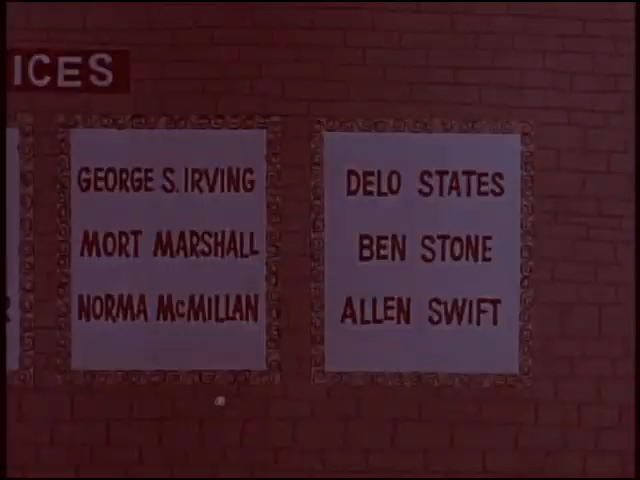 ICES
GEORGE S. IRVING
MORT MARSHALL
NORMA McMILLAN
DELO STATES
BEN STONE
ALLEN SWIFT